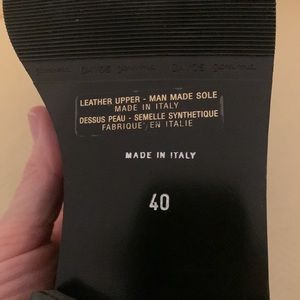 LEATHER UPPER - MAN MADE SOLE
MADE IN ITALY
DESSUS PEAU - SEMELLE SYNTHETIQUE
FABRIQUE EN ITALIE
MADE IN ITALY
40